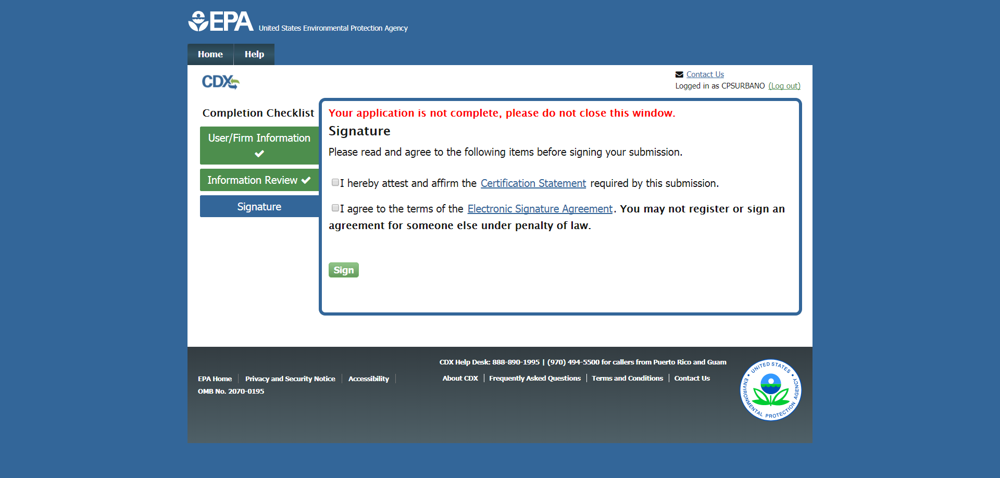 EPA United States Environmental Protection Agency
Home Help
CDX
Contact Us
Logged in as CPSURBANO (Log out)
Completion Checklist
User/Firm Information
Information Review
Signature
Your application is not complete, please do not close this window.
Signature
Please read and agree to the following items before signing your submission.
I hereby attest and affirm the Certification Statement required by this submission.
I agree to the terms of the Electronic Signature Agreement. You may not register or sign an
agreement for someone else under penalty of law.
Sign
CDX Help Desk: 888-890-1995 | (970) 494-5500 for callers from Puerto Rico and Guam
EPA Home Privacy and Security Notice Accessibility
OMB No. 2070-0195
About CDX Frequently Asked Questions Terms and Conditions Contact Us
UNITED STATES
ENVIRONMENTAL PROTECTION AGENCY